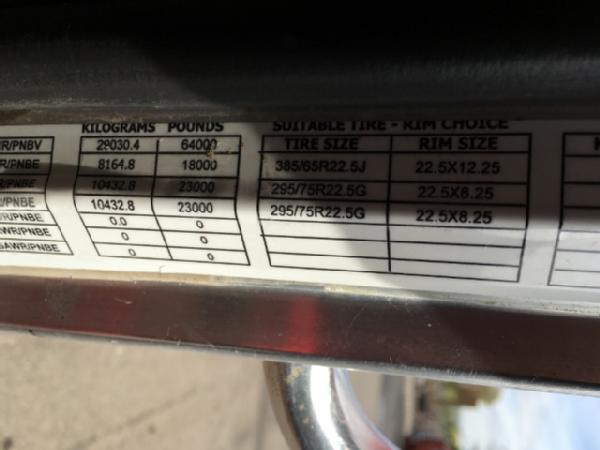 KILOGRAMS POUNDS SUITABLE TIRE - RIM CHOICE
R/PNBV 29030.4 64000 TIRE SIZE RIM SIZE
R/PNBE 8164.8 18000 385/65R22.5J 22.5X12.25
R/PNBE 10432.8 23000 295/75R22.5G 22.5X8.25
/PNBE 10432.8 23000 295/75R22.5G 22.5X8.25
R/PNBE 0.0 0
WR/PNBE 0 0
GAWR/PNBE 0 0